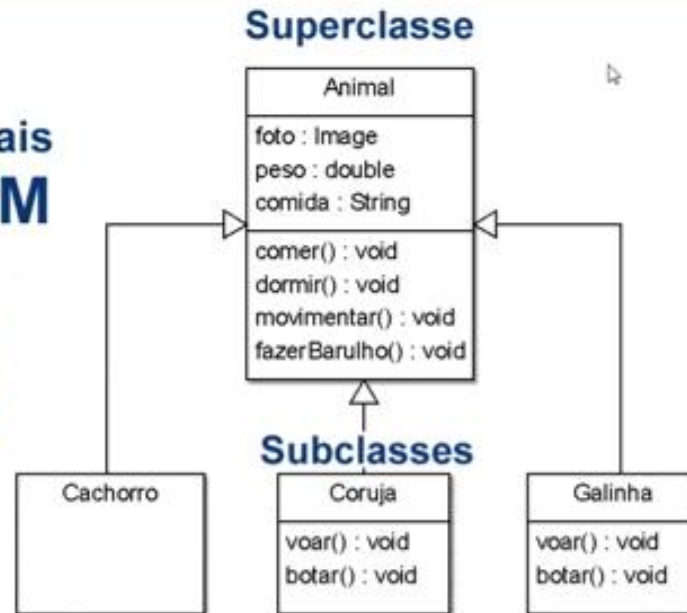 Superclasse
ais
M
Animal
foto : Image
peso : double
comida : String
comer() : void
dormir() : void
movimentar() : void
fazerBarulho() : void
Subclasses
Cachorro
Coruja
voar() : void
botar() : void
Galinha
voar() : void
botar() : void